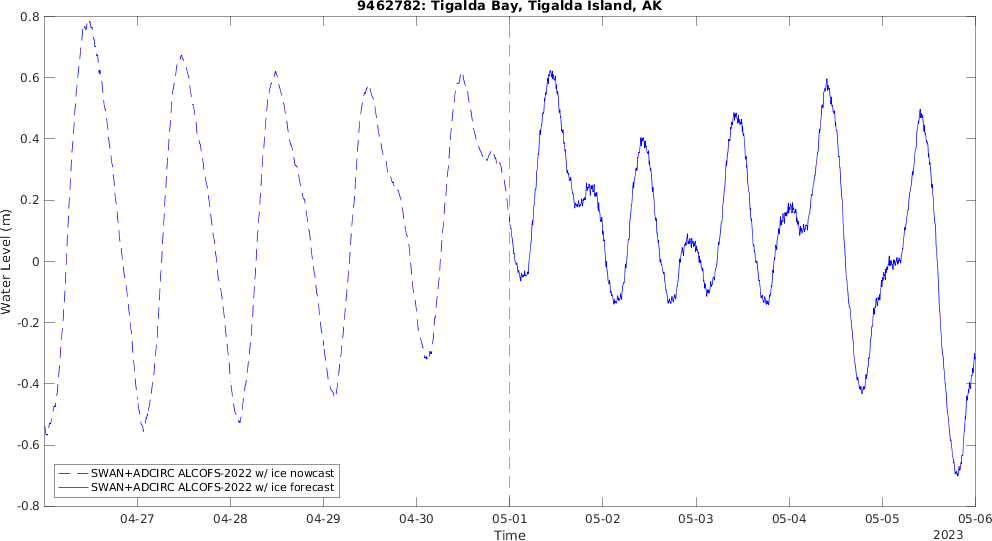 9462782: Tigalda Bay, Tigalda Island, AK
Water Level (m)
0.8
0.6
0.4
0.2
0
-0.2
-0.4
-0.6
-0.8
SWAN+ADCIRC ALCOFS-2022 w/ ice nowcast
SWAN+ADCIRC ALCOFS-2022 w/ ice forecast
04-27 04-28 04-29 04-30 05-01 05-02 05-03 05-04 05-05 05-06
Time
2023